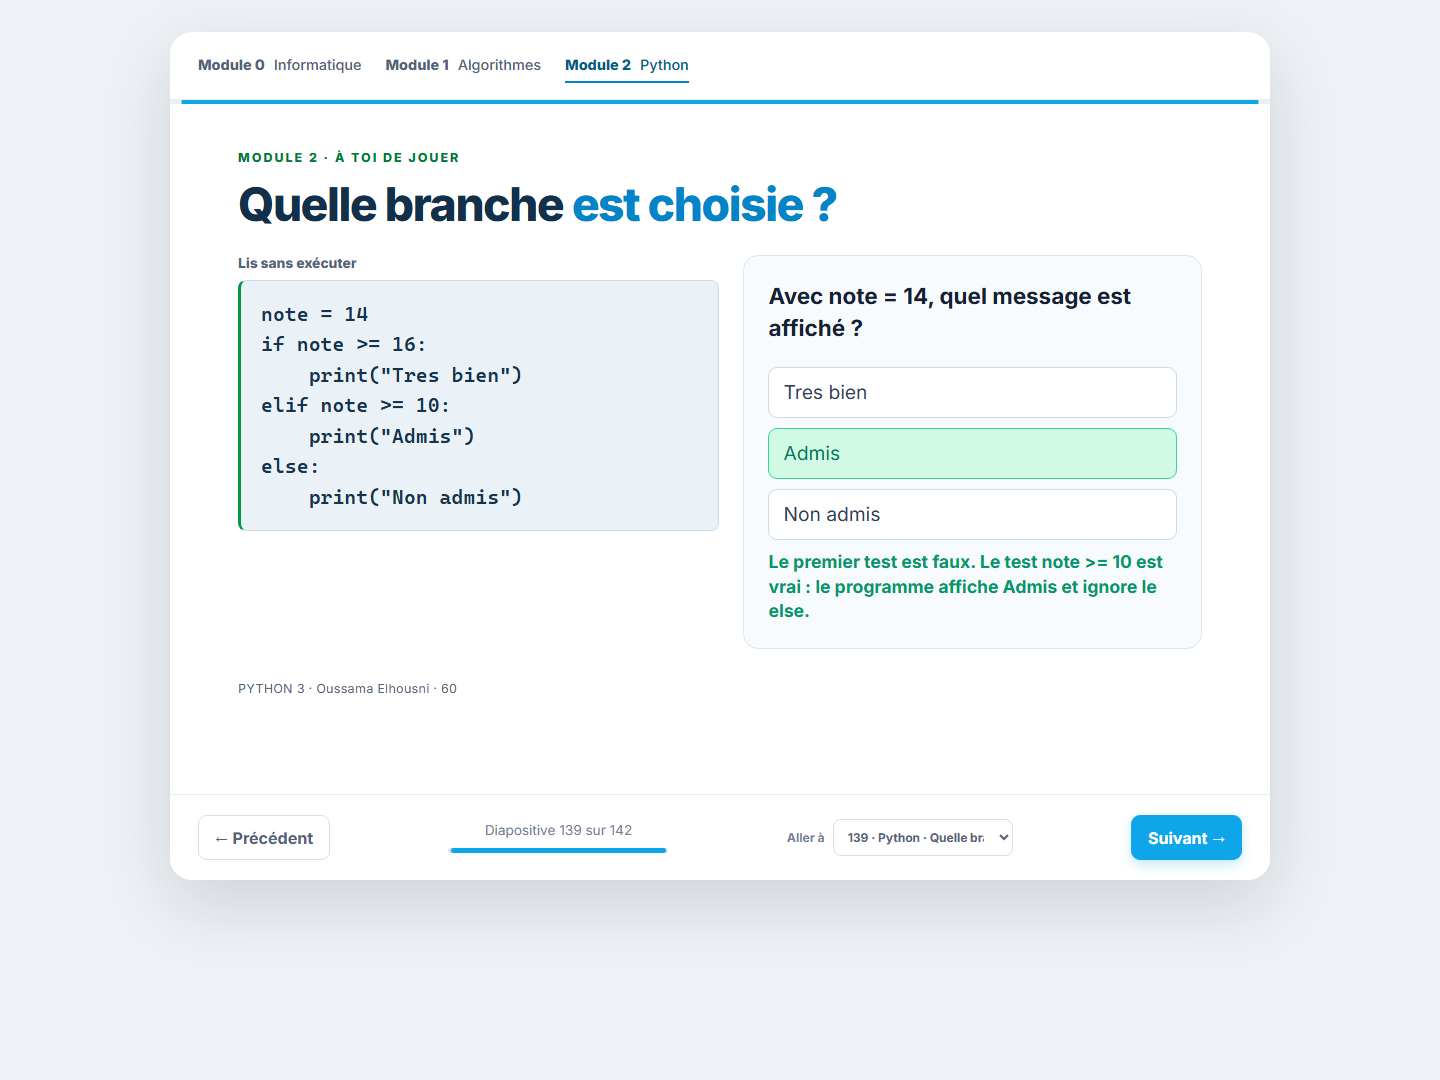 Module 0 Informatique Module 1 Algorithmes Module 2 Python
MODULE 2 · À TOI DE JOUER
Quelle branche est choisie ?
Lis sans exécuter
note = 14
if note >= 16:
    print("Tres bien")
elif note >= 10:
    print("Admis")
else:
    print("Non admis")
Avec note = 14, quel message est
affiché ?
Tres bien
Admis
Non admis
Le premier test est faux. Le test note >= 10 est
vrai : le programme affiche Admis et ignore le
else.
PYTHON 3 · Oussama Elhousni · 60
← Précédent
Diapositive 139 sur 142
Aller à
139 · Python · Quelle br
Suivant →